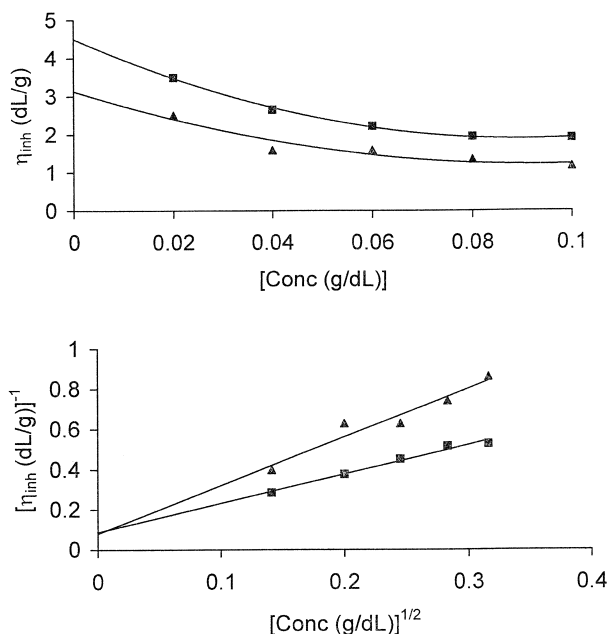 5
4
3
2
1
0
η_inh (dL/g)
0 0.02 0.04 0.06 0.08 0.1
[Conc (g/dL)]
1
0.8
0.6
0.4
0.2
0
[η_inh (dL/g)]^-1
0 0.1 0.2 0.3 0.4
[Conc (g/dL)]^1/2